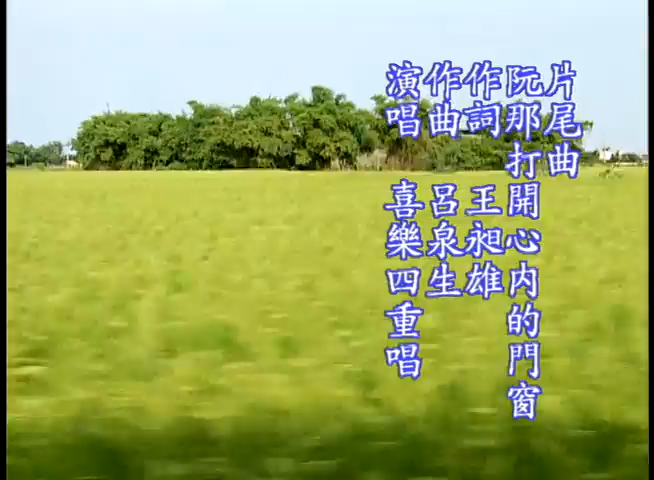 片尾曲
阮那打開心內的門窗
作詞 王昶雄
作曲 呂泉生
演唱 喜樂四重唱